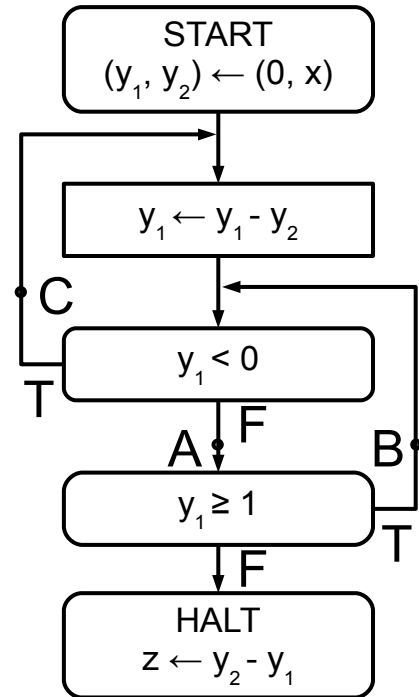 START
(y₁, y₂) ← (0, x)
y₁ ← y₁ - y₂
C
y₁ < 0
T
F
A
B
y₁ ≥ 1
T
F
HALT
z ← y₂ - y₁